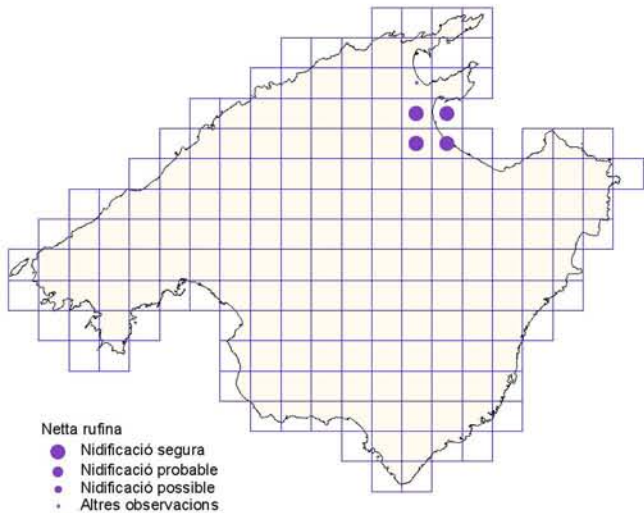 Netta rufina
Nidificació segura
Nidificació probable
Nidificació possible
Altres observacions